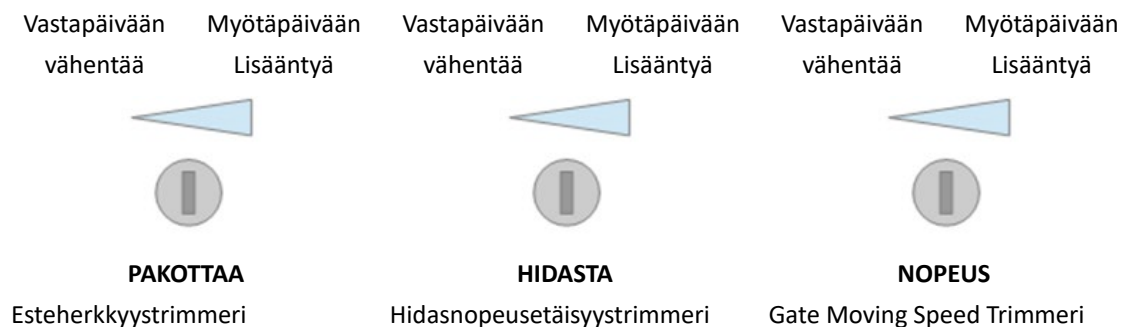 Vastapäivään Myötäpäivään Vastapäivään Myötäpäivään Vastapäivään Myötäpäivään
vähentää Lisääntyä vähentää Lisääntyä vähentää Lisääntyä
PAKOTTAA HIDASTA NOPEUS
Esteherkkyystrimmeri Hidasnopeusetäisyystrimmeri Gate Moving Speed Trimmeri